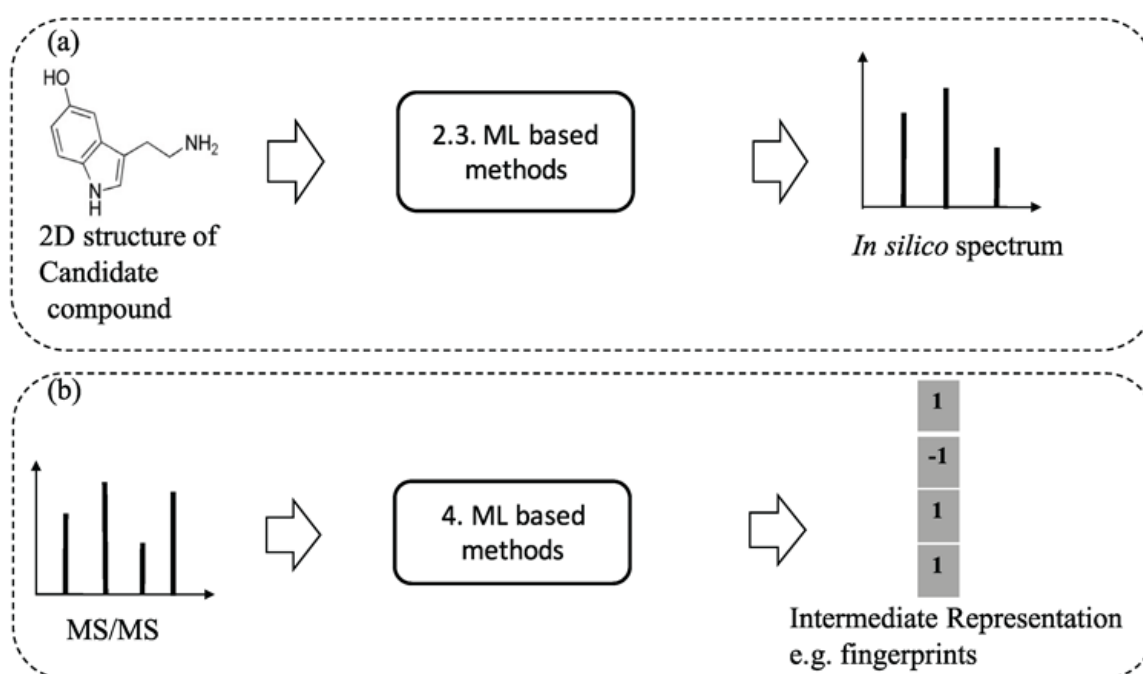 (a)
HO
NH2
N
H
2D structure of
Candidate
compound
2.3. ML based
methods
In silico spectrum
(b)
MS/MS
4. ML based
methods
1
-1
1
1
Intermediate Representation
e.g. fingerprints